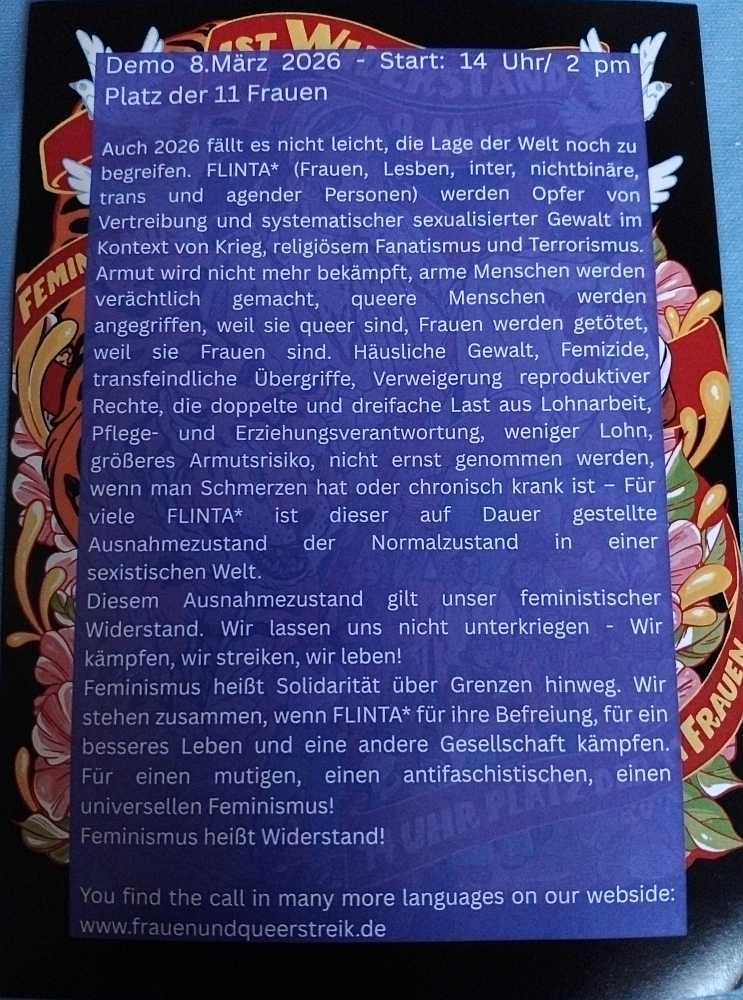 IST WIDERSTAND
Demo 8.März 2026 - Start: 14 Uhr/ 2 pm
Platz der 11 Frauen
Auch 2026 fällt es nicht leicht, die Lage der Welt noch zu
begreifen. FLINTA* (Frauen, Lesben, inter, nichtbinäre,
trans und agender Personen) werden Opfer von
Vertreibung und systematischer sexualisierter Gewalt im
Kontext von Krieg, religiösem Fanatismus und Terrorismus.
Armut wird nicht mehr bekämpft, arme Menschen werden
verächtlich gemacht, queere Menschen werden
angegriffen, weil sie queer sind, Frauen werden getötet,
weil sie Frauen sind. Häusliche Gewalt, Femizide,
transfeindliche Übergriffe, Verweigerung reproduktiver
Rechte, die doppelte und dreifache Last aus Lohnarbeit,
Pflege- und Erziehungsverantwortung, weniger Lohn,
größeres Armutsrisiko, nicht ernst genommen werden,
wenn man Schmerzen hat oder chronisch krank ist – Für
viele FLINTA* ist dieser auf Dauer gestellte
Ausnahmezustand der Normalzustand in einer
sexistischen Welt.
Diesem Ausnahmezustand gilt unser feministischer
Widerstand. Wir lassen uns nicht unterkriegen - Wir
kämpfen, wir streiken, wir leben!
Feminismus heißt Solidarität über Grenzen hinweg. Wir
stehen zusammen, wenn FLINTA* für ihre Befreiung, für ein
besseres Leben und eine andere Gesellschaft kämpfen.
Für einen mutigen, einen antifaschistischen, einen
universellen Feminismus!
Feminismus heißt Widerstand!
You find the call in many more languages on our webside:
www.frauenundqueerstreik.de
FEMIN
14 UHR, PLATZ D
FRAUEN